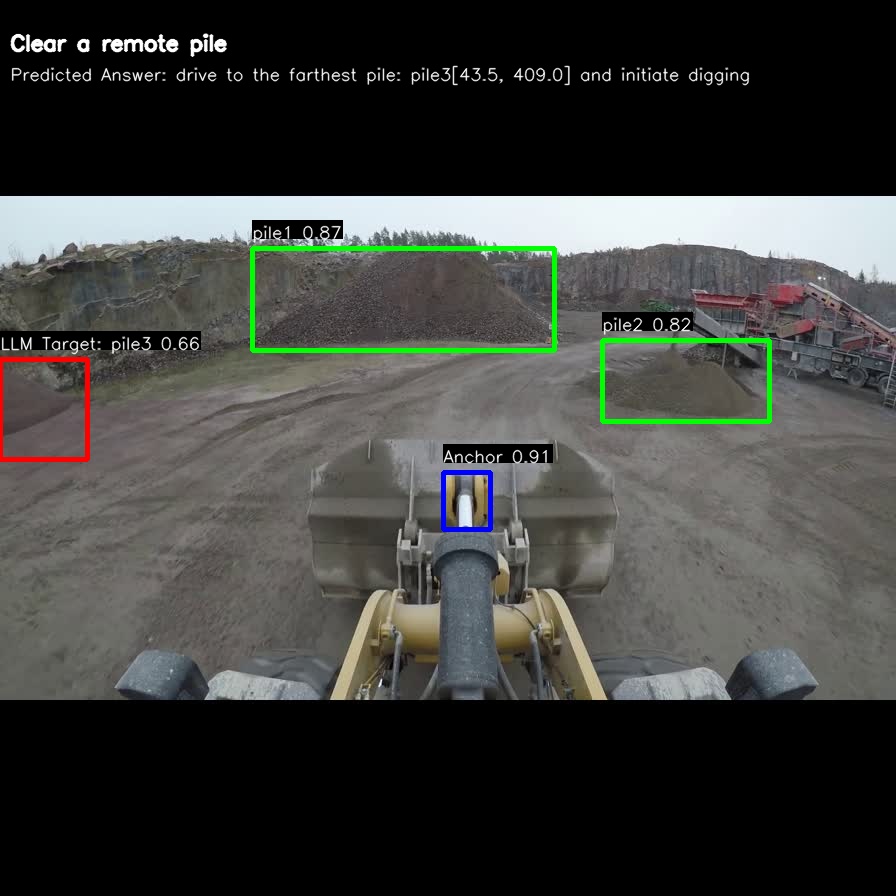 Clear a remote pile
Predicted Answer: drive to the farthest pile: pile3[43.5, 409.0] and initiate digging
pile1 0.87
pile2 0.82
LLM Target: pile3 0.66
Anchor 0.91